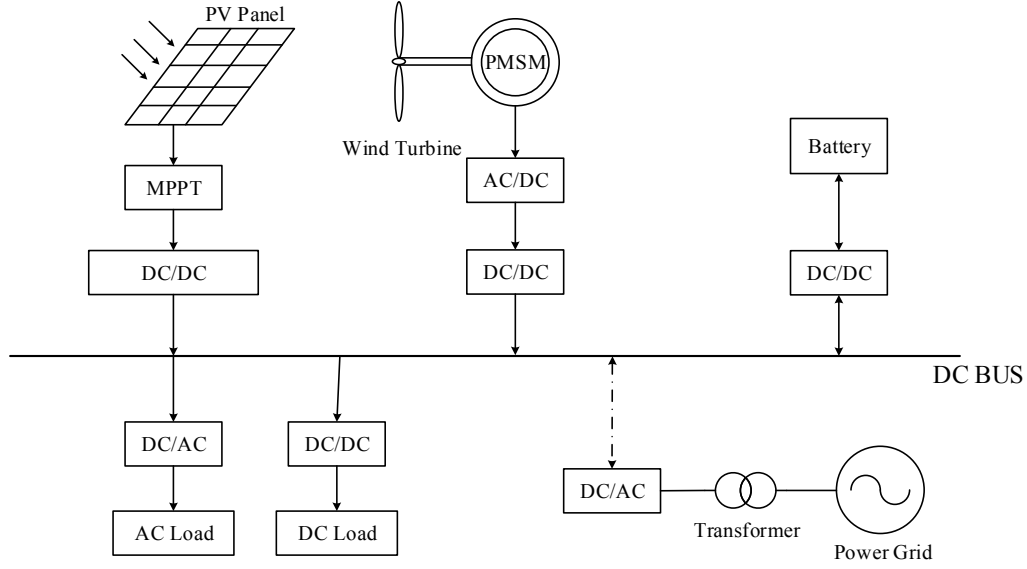 PV Panel
PMSM
Wind Turbine
Battery
MPPT
AC/DC
DC/DC
DC/DC
DC/DC
DC BUS
DC/AC
DC/DC
DC/AC
AC Load
DC Load
Transformer
Power Grid